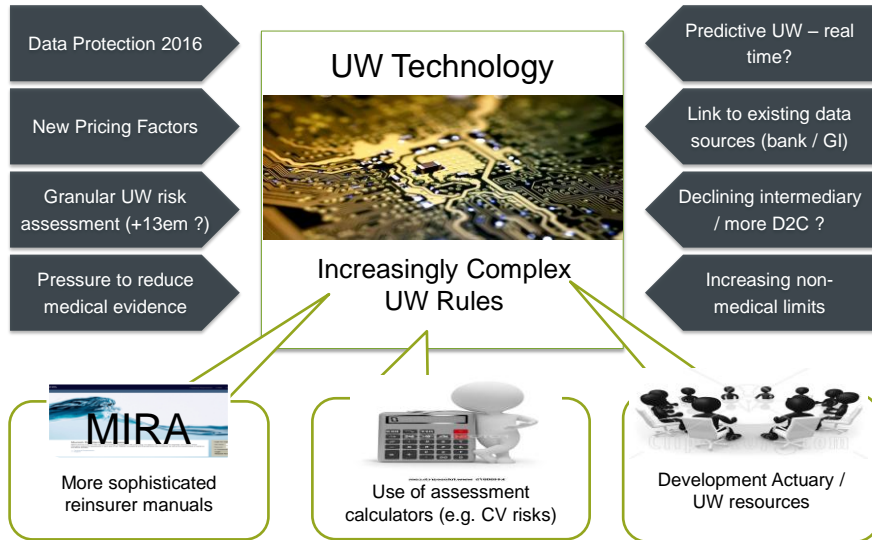 Data Protection 2016
New Pricing Factors
Granular UW risk
assessment (+13em ?)
Pressure to reduce
medical evidence
UW Technology
Increasingly Complex
UW Rules
Predictive UW – real
time?
Link to existing data
sources (bank / GI)
Declining intermediary
/ more D2C ?
Increasing non-
medical limits
MIRA
More sophisticated
reinsurer manuals
Use of assessment
calculators (e.g. CV risks)
Development Actuary /
UW resources